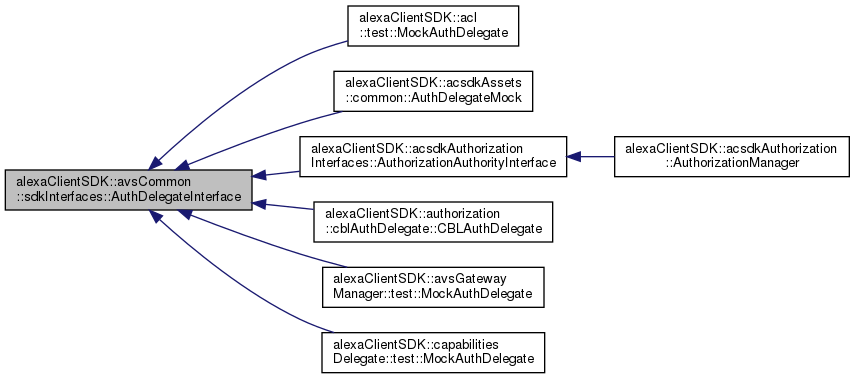 alexaClientSDK::acl
::test::MockAuthDelegate
alexaClientSDK::acsdkAssets
::common::AuthDelegateMock
alexaClientSDK::acsdkAuthorization
Interfaces::AuthorizationAuthorityInterface
alexaClientSDK::acsdkAuthorization
::AuthorizationManager
alexaClientSDK::avsCommon
::sdkInterfaces::AuthDelegateInterface
alexaClientSDK::authorization
::cblAuthDelegate::CBLAuthDelegate
alexaClientSDK::avsGateway
Manager::test::MockAuthDelegate
alexaClientSDK::capabilities
Delegate::test::MockAuthDelegate